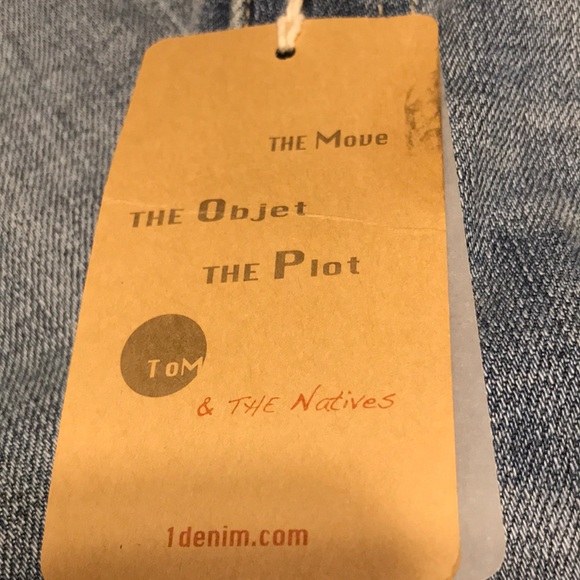 THE Move
THE Objet
THE Plot
ToM
& THE Natives
1denim.com